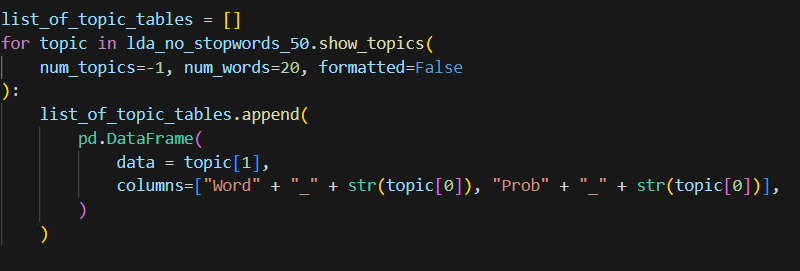 list_of_topic_tables = []
for topic in lda_no_stopwords_50.show_topics(
    num_topics=-1, num_words=20, formatted=False
):
    list_of_topic_tables.append(
        pd.DataFrame(
            data = topic[1],
            columns=["Word" + "_" + str(topic[0]), "Prob" + "_" + str(topic[0])],
        )
    )